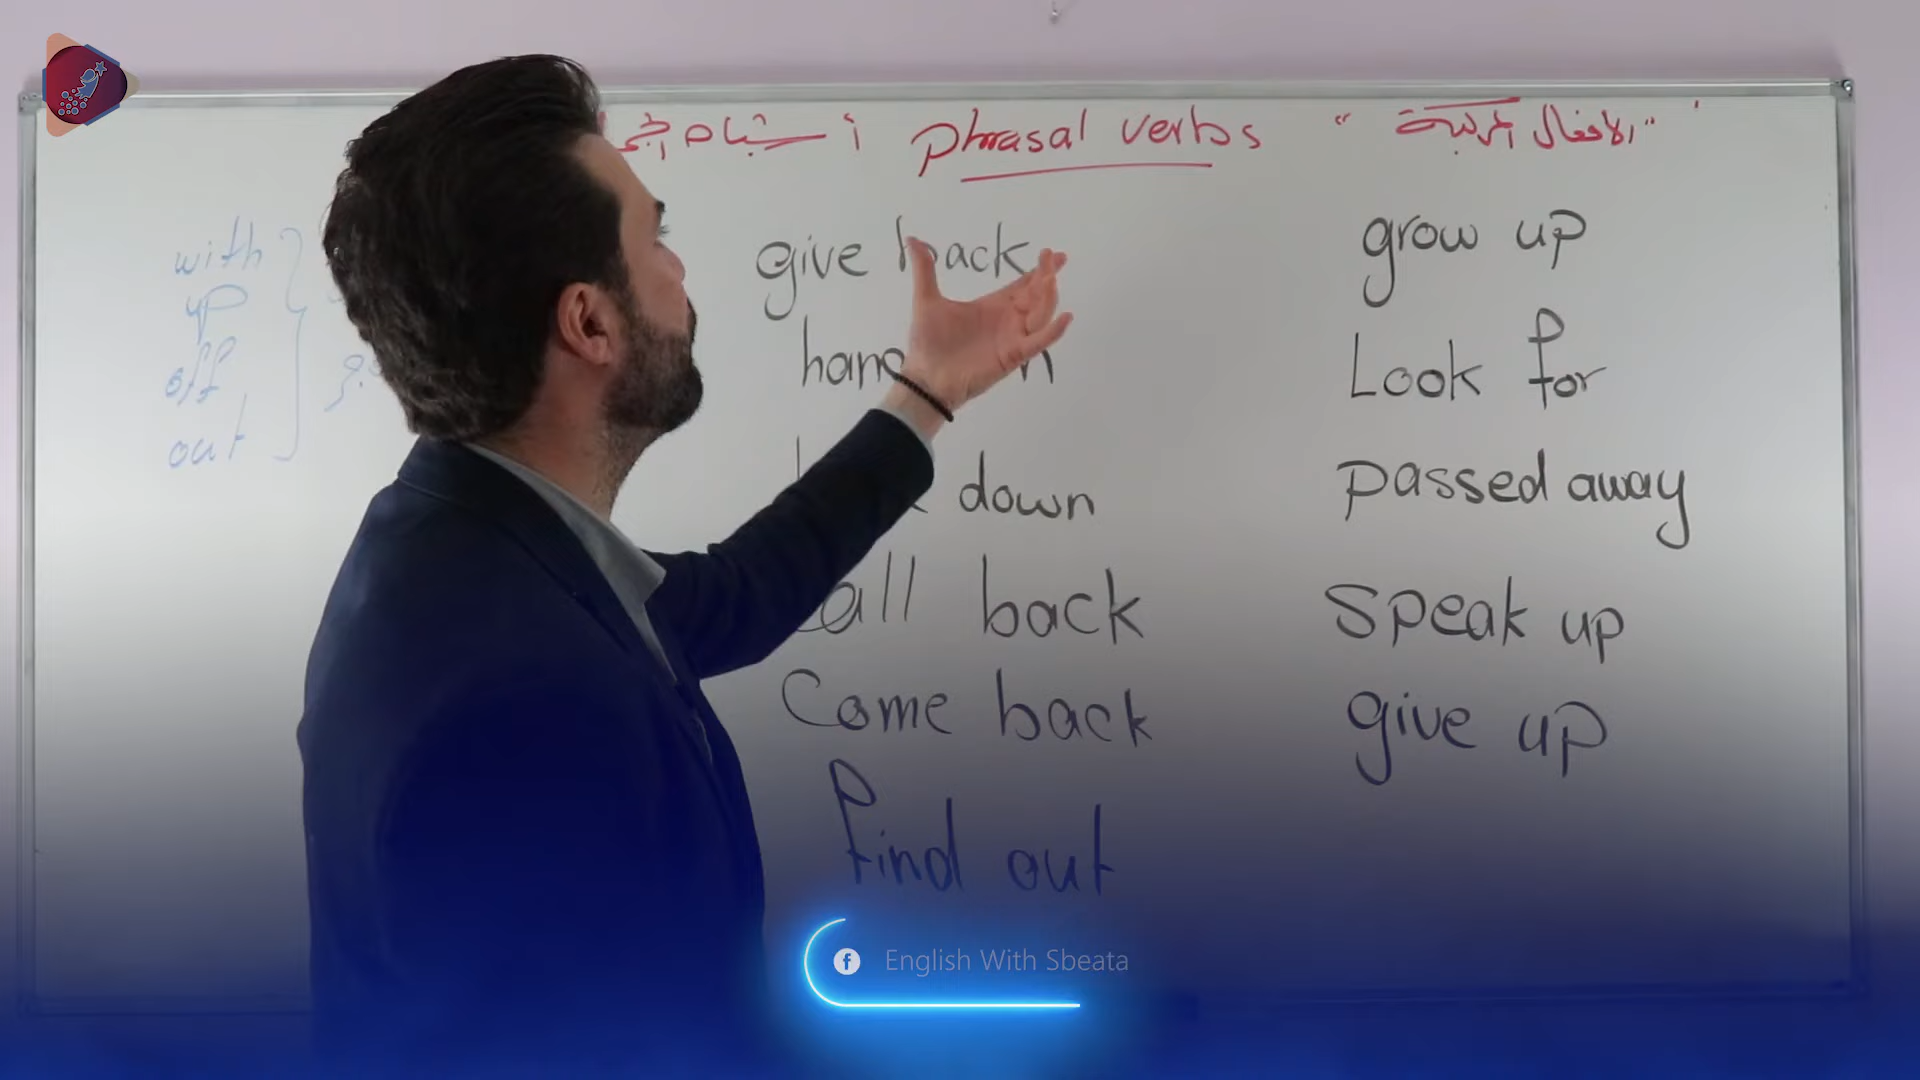 phrasal verbs " الافعال المركبة "
with
up
off
out
give back
down
call back
Come back
find out
grow up
Look for
passed away
speak up
give up
English With Sbeata